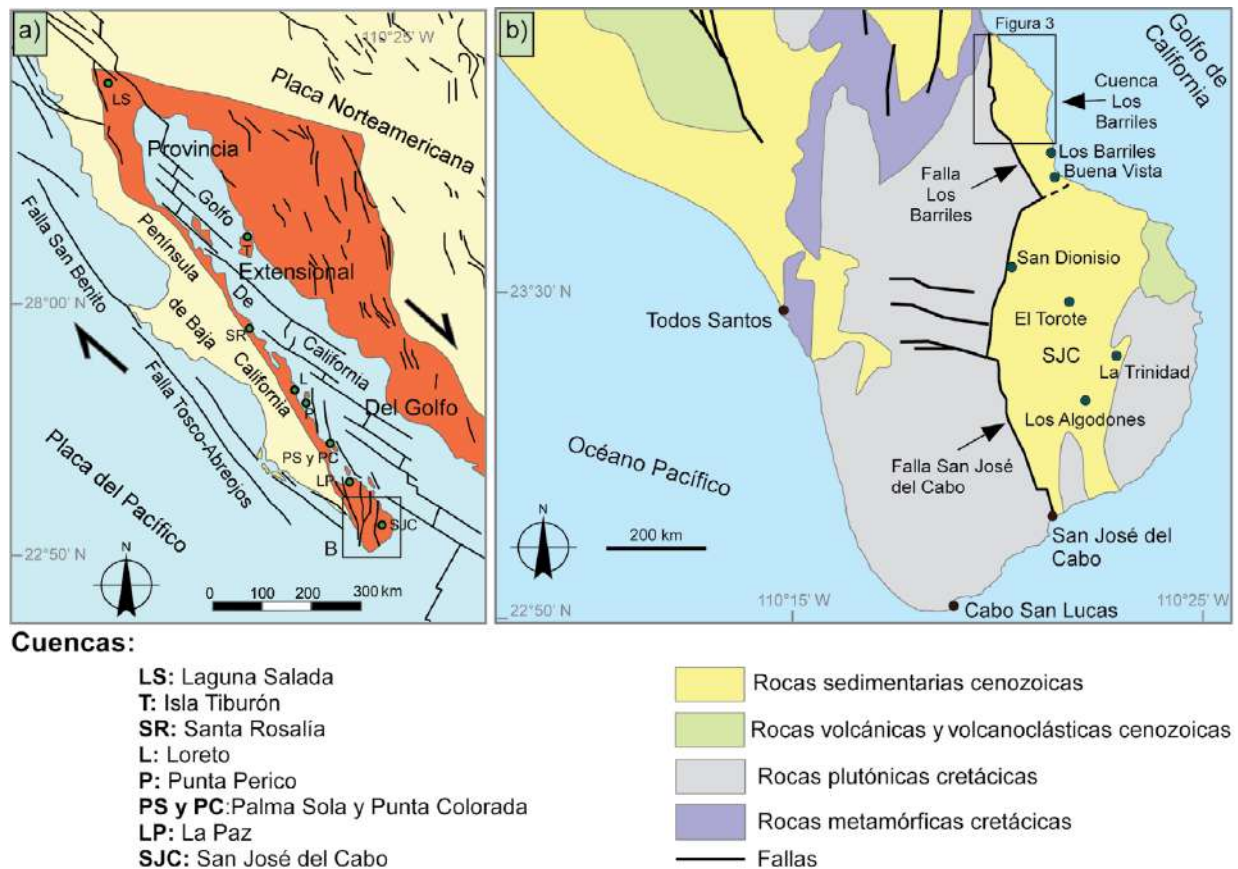 a)
110°25' W
Placa Norteamericana
LS
Provincia
Golfo
T
Extensional
De
California
Del Golfo
Falla San Benito
Península
de Baja
California
28°00' N
SR
L
P
Falla Tosco-Abreojos
PS y PC
LP
SJC
Placa del Pacífico
B
22°50' N
N
0 100 200 300 km
b)
Figura 3
Golfo de
California
Cuenca
Los
Barriles
Los Barriles
Buena Vista
Falla
Los
Barriles
San Dionisio
23°30' N
Todos Santos
El Torote
SJC
La Trinidad
Los Algodones
Océano Pacífico
Falla San José
del Cabo
N
200 km
San José del
Cabo
110°15' W
110°25' W
22°50' N
Cabo San Lucas
Cuencas:
LS: Laguna Salada
T: Isla Tiburón
SR: Santa Rosalía
L: Loreto
P: Punta Perico
PS y PC:Palma Sola y Punta Colorada
LP: La Paz
SJC: San José del Cabo
Rocas sedimentarias cenozoicas
Rocas volcánicas y volcanoclásticas cenozoicas
Rocas plutónicas cretácicas
Rocas metamórficas cretácicas
Fallas